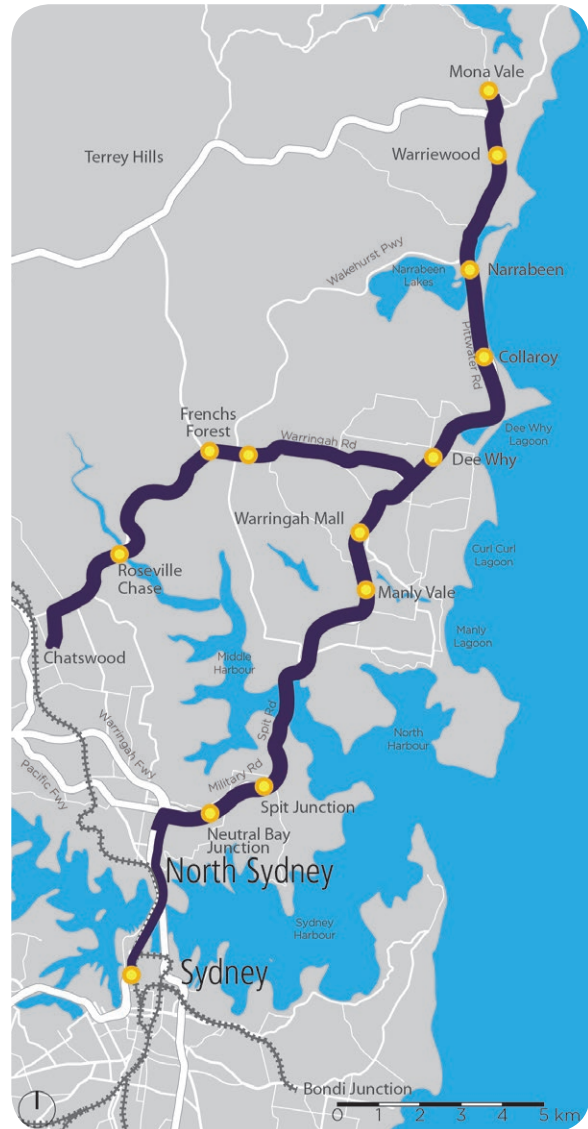 Mona Vale
Terrey Hills
Warriewood
Wakehurst Pwy
Narrabeen
Lakes
Narrabeen
Pittwater Rd
Collaroy
Frenchs
Forest
Warringah Rd
Dee Why
Lagoon
Dee Why
Warringah Mall
Curl Curl
Lagoon
Roseville
Chase
Manly Vale
Chatswood
Middle
Harbour
Manly
Lagoon
Warringah Fwy
Spit Rd
North
Harbour
Pacific Fwy
Military Rd
Spit Junction
Neutral Bay
Junction
North Sydney
Sydney
Harbour
Sydney
Bondi Junction
0 1 2 3 4 5 km